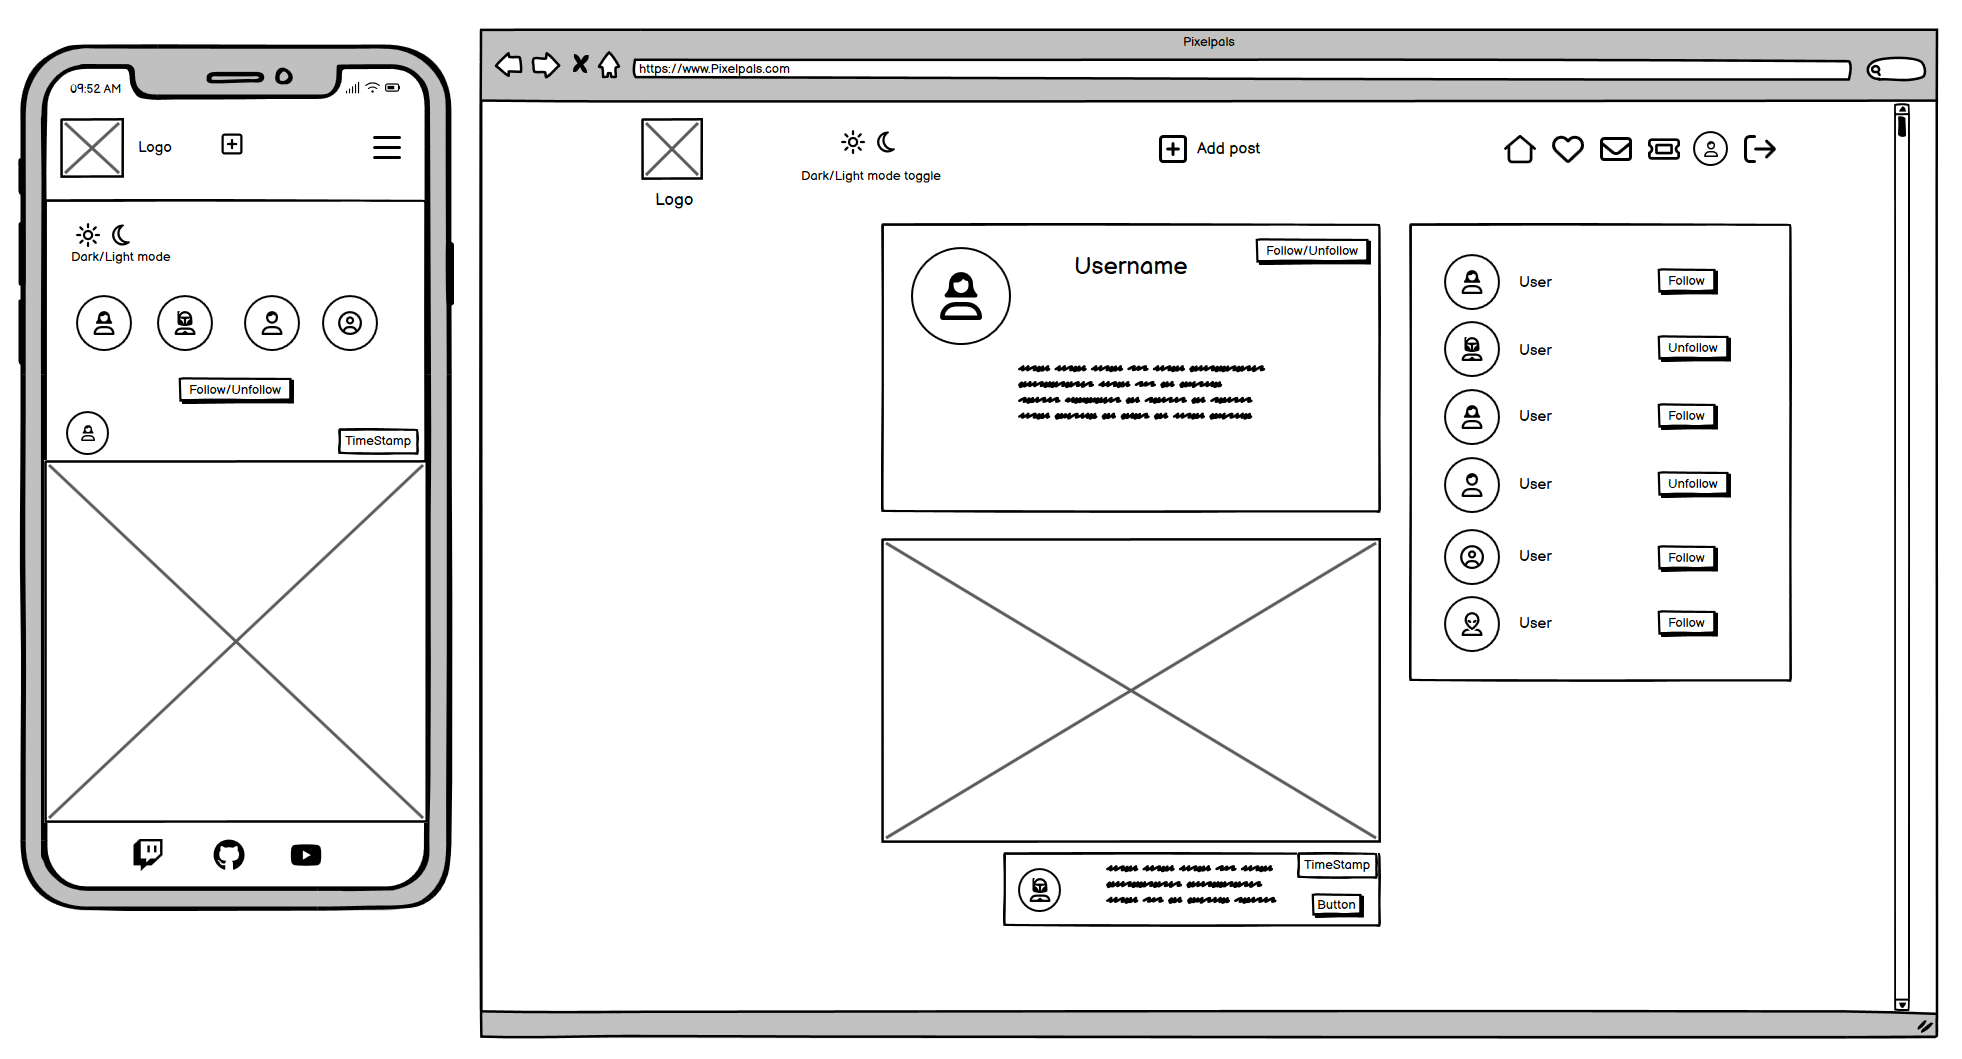 09:52 AM
Logo
Dark/Light mode
Follow/Unfollow
TimeStamp
Pixelpals
https://www.Pixelpals.com
Logo
Dark/Light mode toggle
Add post
Username
Follow/Unfollow
TimeStamp
Button
User Follow
User Unfollow
User Follow
User Unfollow
User Follow
User Follow